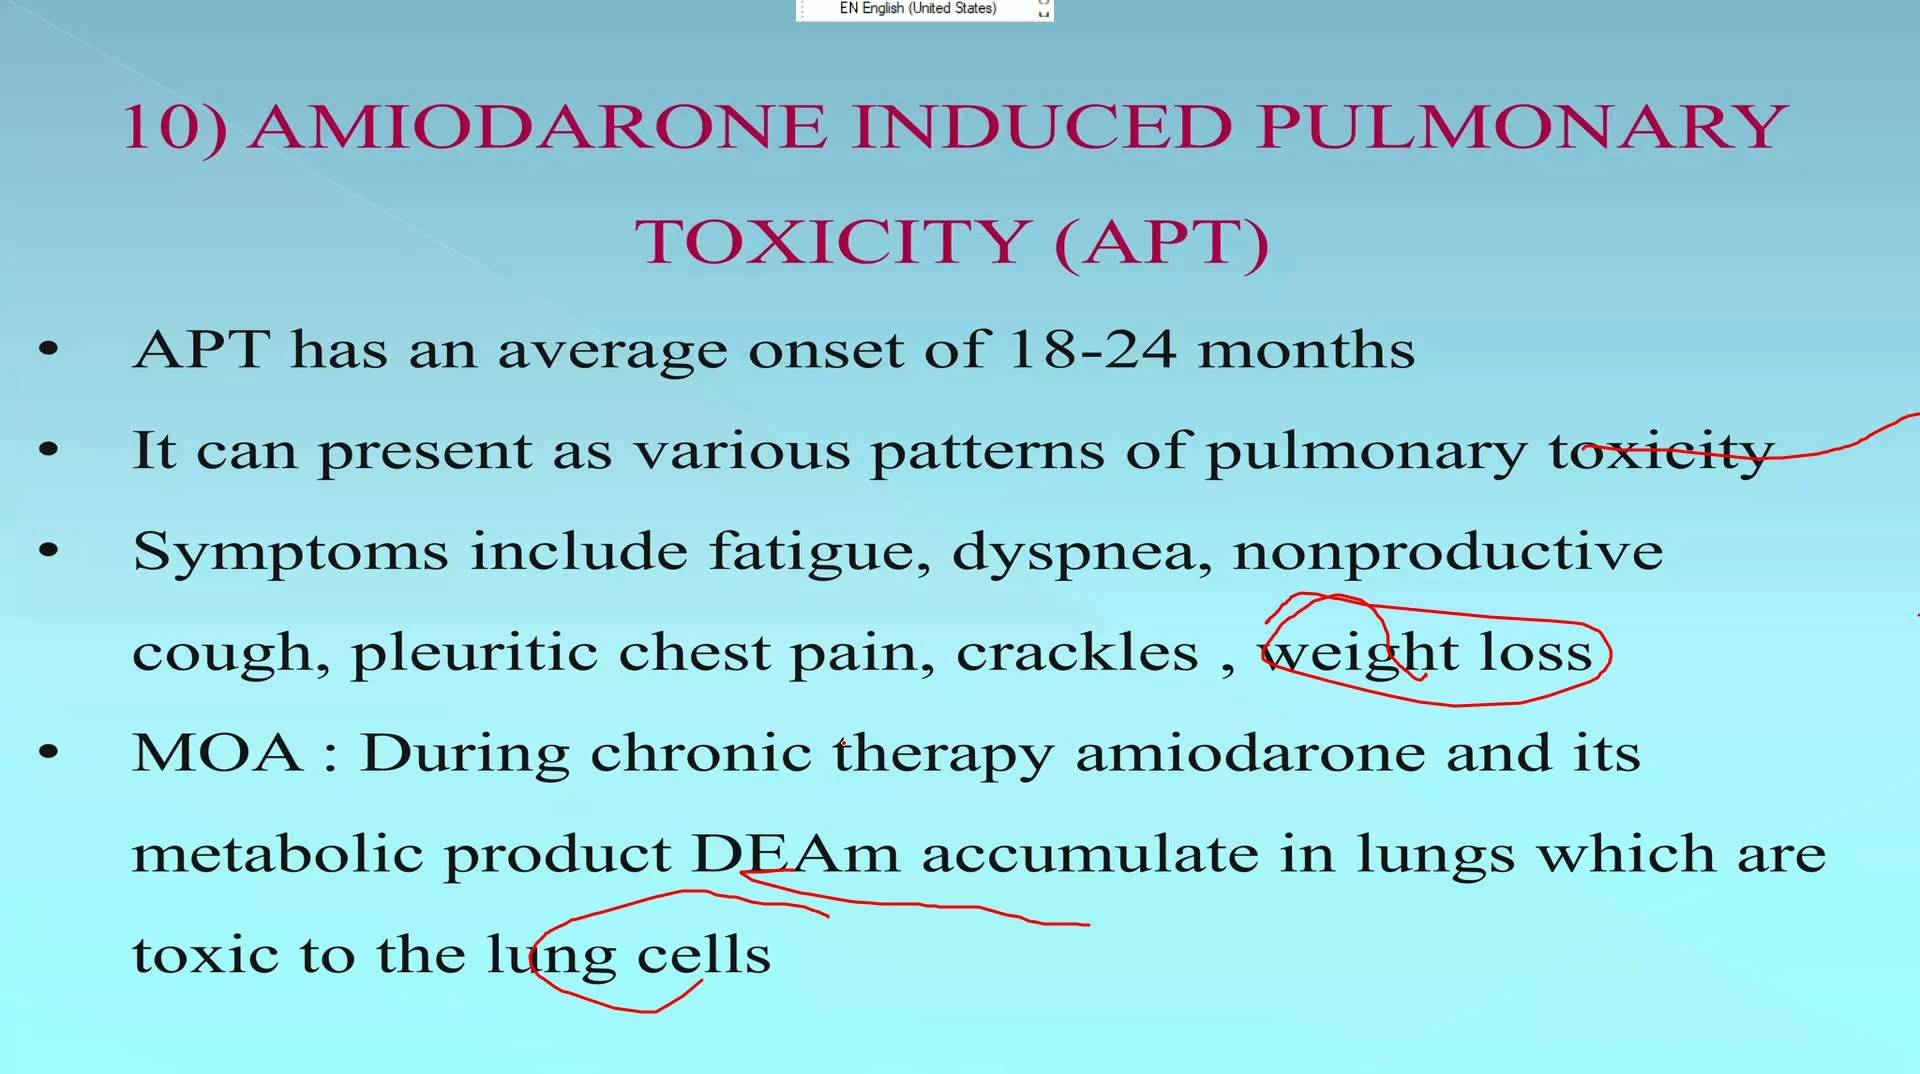 EN English (United States)
10) AMIODARONE INDUCED PULMONARY
TOXICITY (APT)
• APT has an average onset of 18-24 months
• It can present as various patterns of pulmonary toxicity
• Symptoms include fatigue, dyspnea, nonproductive
cough, pleuritic chest pain, crackles , weight loss
• MOA : During chronic therapy amiodarone and its
metabolic product DEAm accumulate in lungs which are
toxic to the lung cells